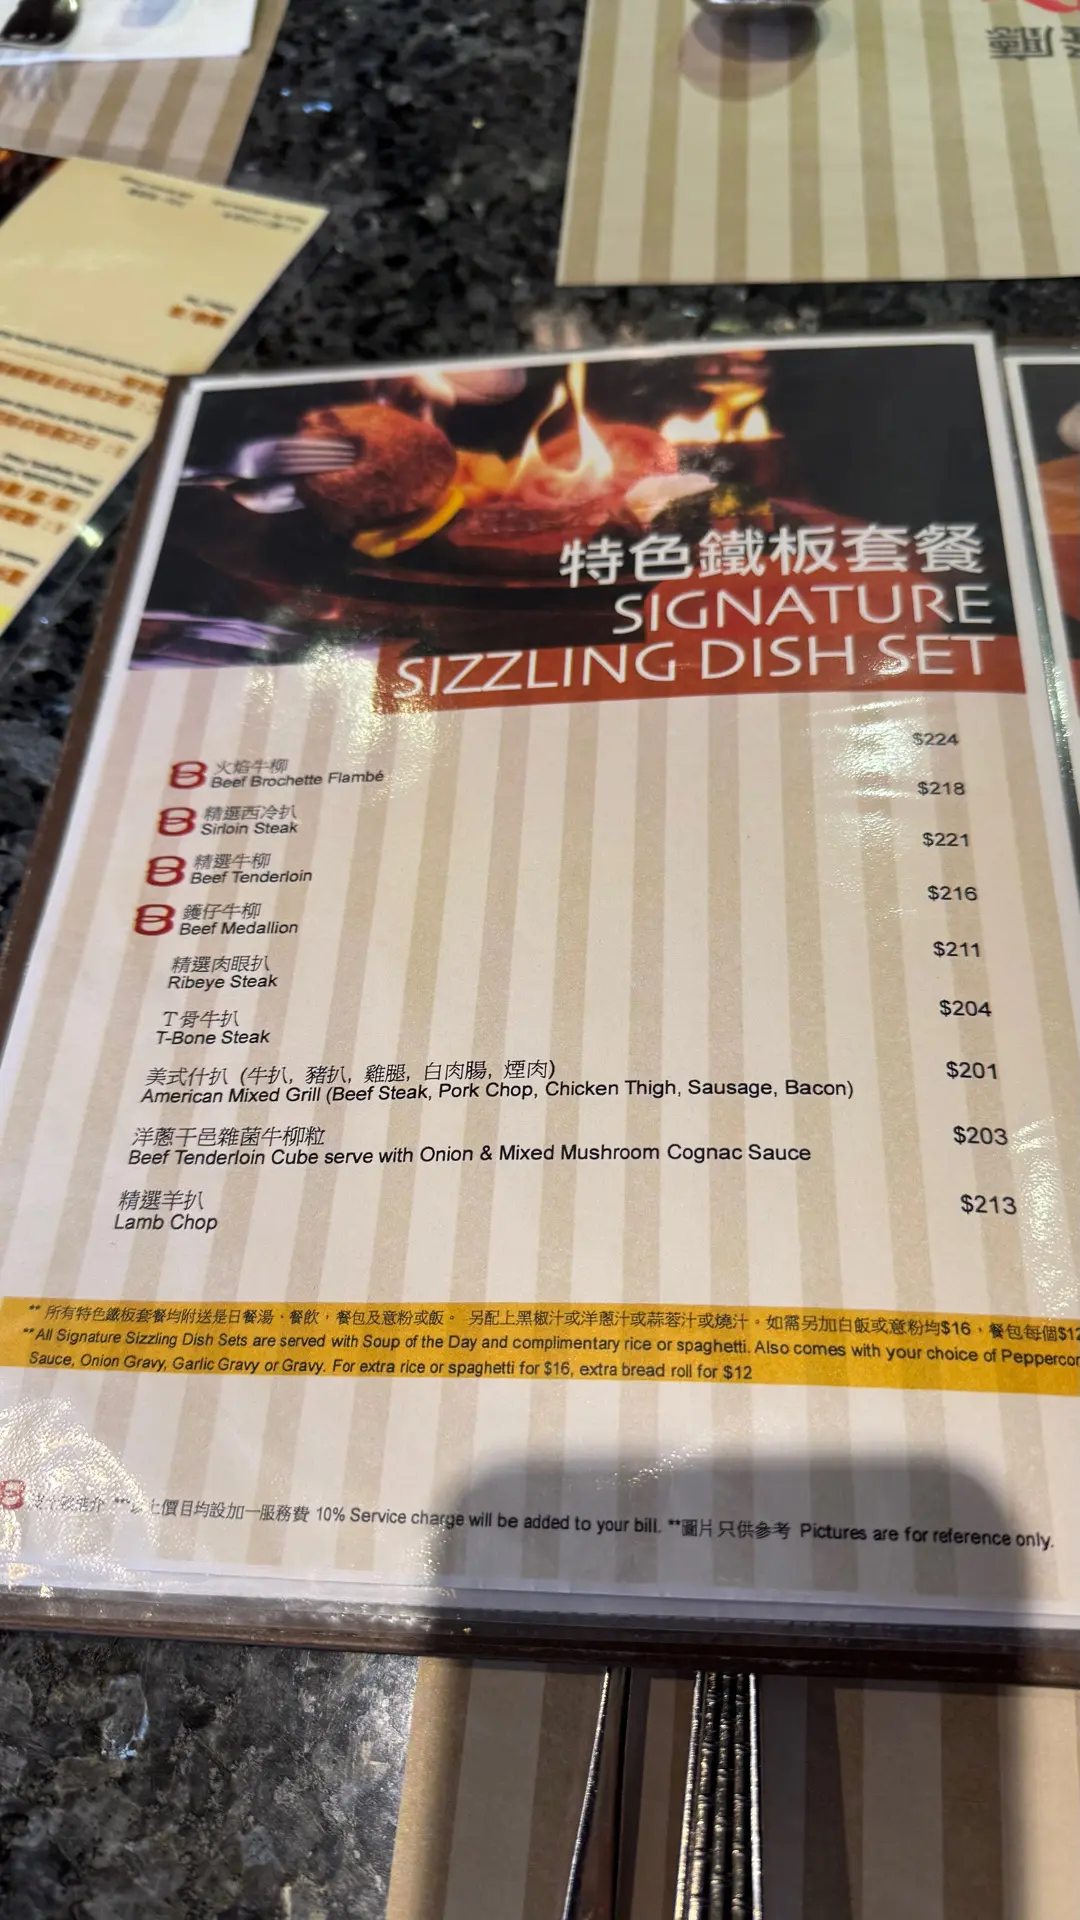 特色鐵板套餐
SIGNATURE
SIZZLING DISH SET
火焰牛柳
Beef Brochette Flambé
$224
精選西冷扒
Sirloin Steak
$218
精選牛柳
Beef Tenderloin
$221
鑊仔牛柳
Beef Medallion
$216
精選肉眼扒
Ribeye Steak
$211
T骨牛扒
T-Bone Steak
$204
美式什扒 (牛扒, 豬扒, 雞腿, 白肉腸, 煙肉)
American Mixed Grill (Beef Steak, Pork Chop, Chicken Thigh, Sausage, Bacon)
$201
洋蔥干邑雜菌牛柳粒
Beef Tenderloin Cube serve with Onion & Mixed Mushroom Cognac Sauce
$203
精選羊扒
Lamb Chop
$213
** 所有特色鐵板套餐均附送是日餐湯，餐飲，餐包及意粉或飯。 另配上黑椒汁或洋蔥汁或蒜蓉汁或燒汁。如需另加白飯或意粉均$16，餐包每個$12
**All Signature Sizzling Dish Sets are served with Soup of the Day and complimentary rice or spaghetti. Also comes with your choice of Peppercor
Sauce, Onion Gravy, Garlic Gravy or Gravy. For extra rice or spaghetti for $16, extra bread roll for $12
上價目均設加一服務費 10% Service charge will be added to your bill. **圖片只供參考 Pictures are for reference only.